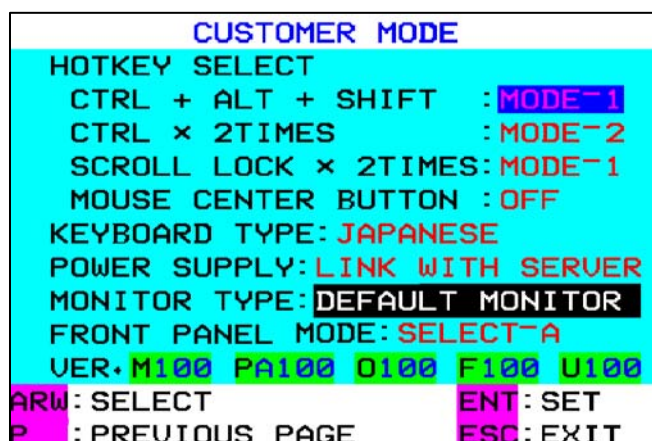 CUSTOMER MODE
HOTKEY SELECT
CTRL + ALT + SHIFT :MODE-1
CTRL × 2TIMES :MODE-2
SCROLL LOCK × 2TIMES:MODE-1
MOUSE CENTER BUTTON :OFF
KEYBOARD TYPE:JAPANESE
POWER SUPPLY:LINK WITH SERVER
MONITOR TYPE:DEFAULT MONITOR
FRONT PANEL MODE:SELECT-A
VER.M100 PA100 O100 F100 U100
ARW:SELECT ENT:SET
P :PREVIOUS PAGE ESC:EXIT